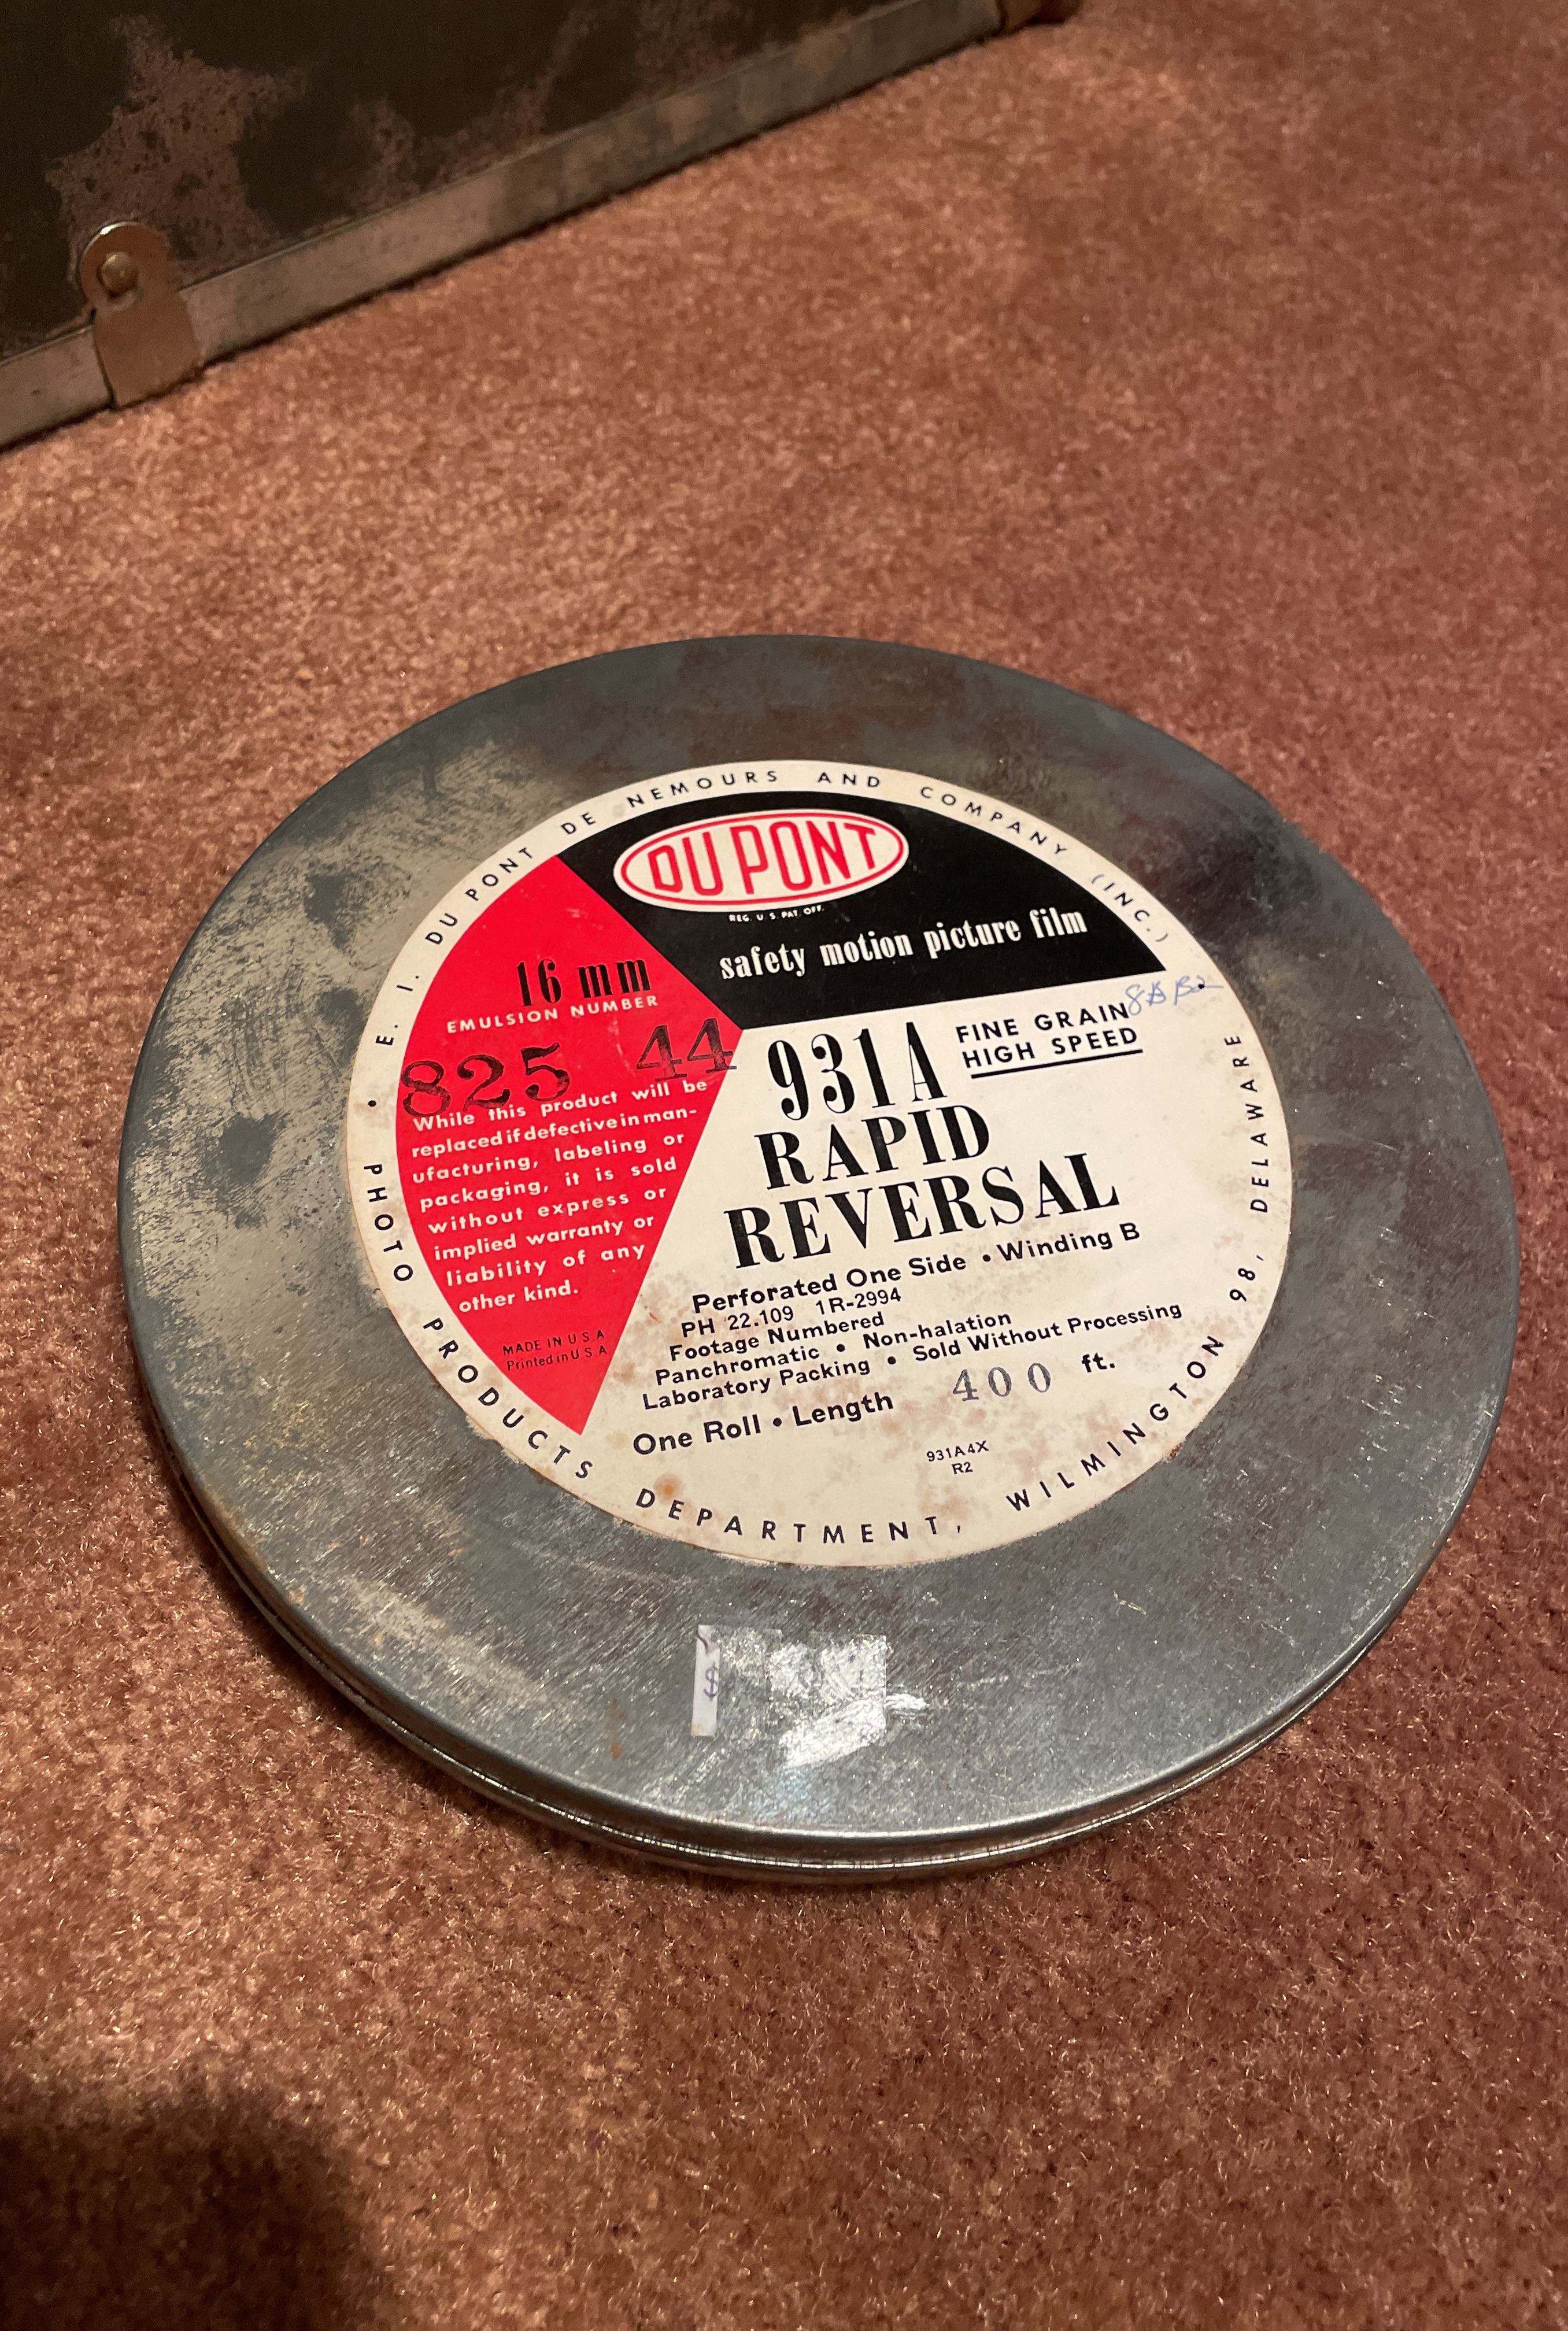 E. I. DU PONT DE NEMOURS AND COMPANY (INC.)
DU PONT
REG. U. S. PAT. OFF.
safety motion picture film
16 mm
EMULSION NUMBER
825 44
While this product will be
replaced if defective in man-
ufacturing, labeling or
packaging, it is sold
without express or
implied warranty or
liability of any
other kind.
MADE IN U S A
Printed in U S A
931A
FINE GRAIN
HIGH SPEED
RAPID
REVERSAL
Perforated One Side • Winding B
PH 22.109 1R-2994
Footage Numbered
Panchromatic • Non-halation
Laboratory Packing • Sold Without Processing
One Roll • Length 400 ft.
931A4X
R2
• PHOTO PRODUCTS DEPARTMENT, WILMINGTON 98, DELAWARE